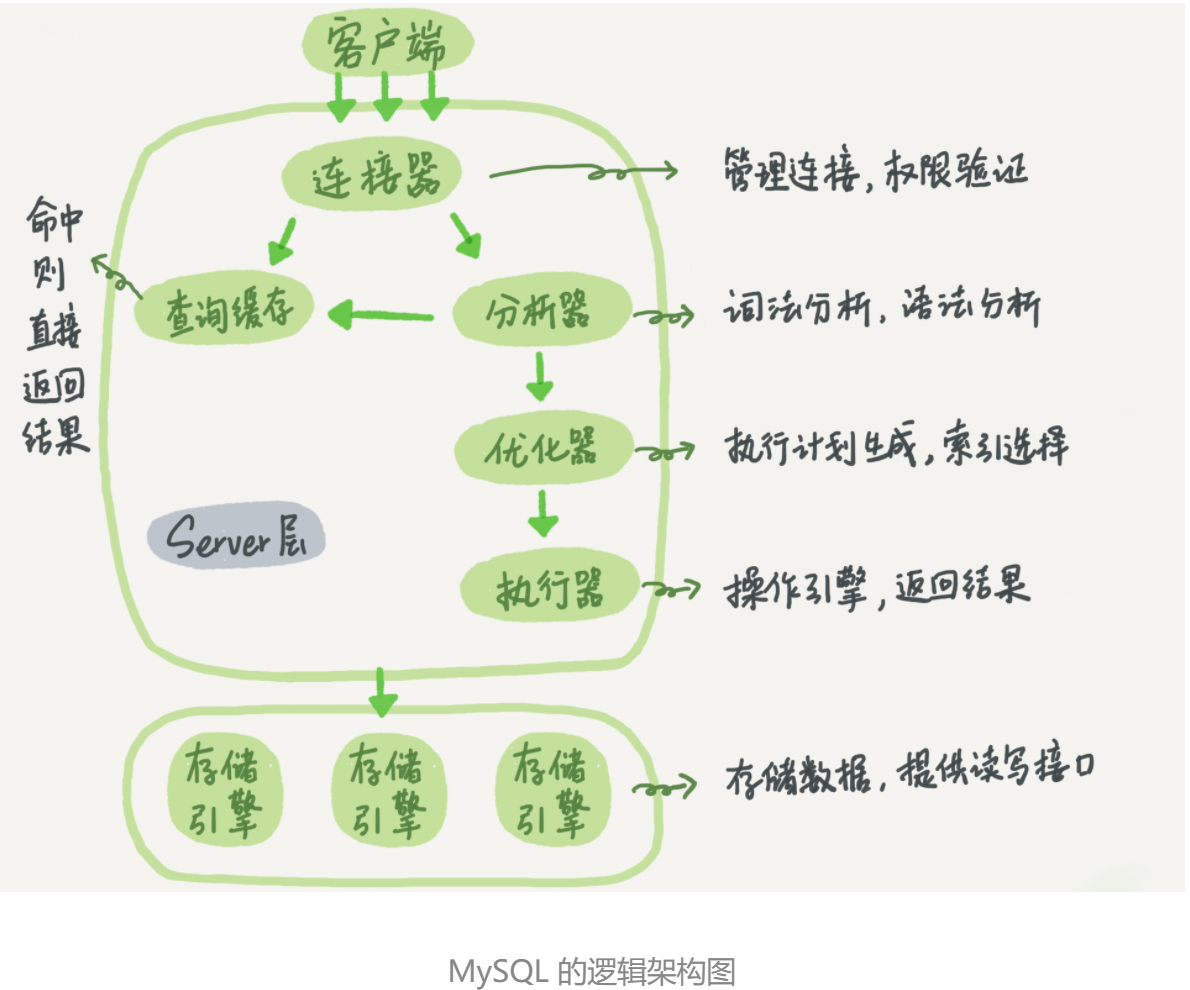 客户端
连接器
管理连接，权限验证
命中
则
直接
返回
结果
查询缓存
分析器
词法分析，语法分析
优化器
执行计划生成，索引选择
Server层
执行器
操作引擎，返回结果
存储
引擎
存储
引擎
存储
引擎
存储数据，提供读写接口
MySQL 的逻辑架构图